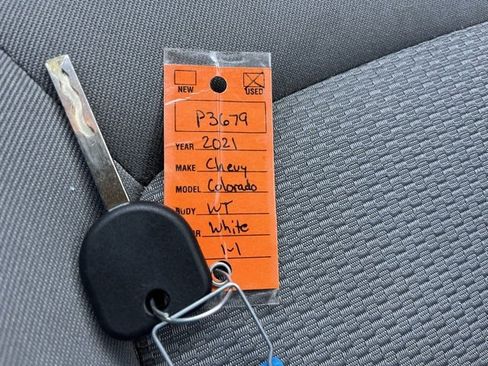 NEW USED
P3679
YEAR 2021
MAKE Chevy
MODEL Colorado
BODY WT
R White
1-1